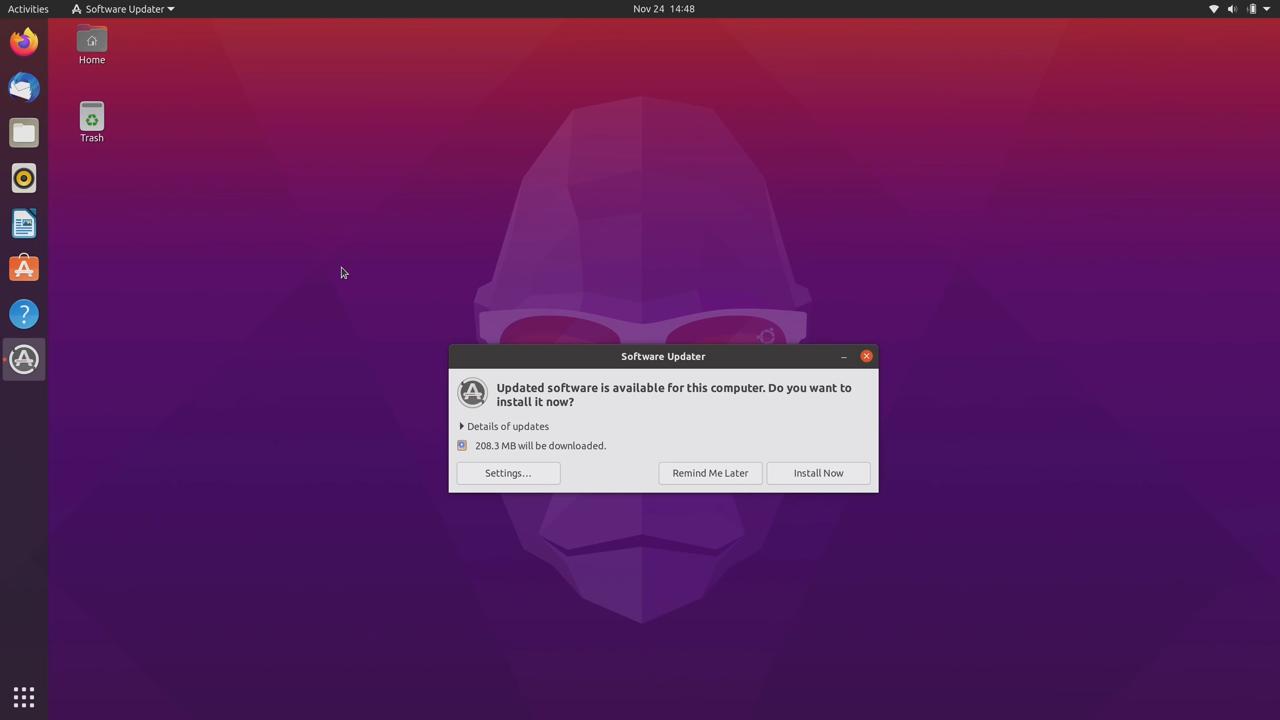 Activities
Software Updater
Nov 24 14:48
Home
Trash
Software Updater
Updated software is available for this computer. Do you want to
install it now?
Details of updates
208.3 MB will be downloaded.
Settings…
Remind Me Later
Install Now